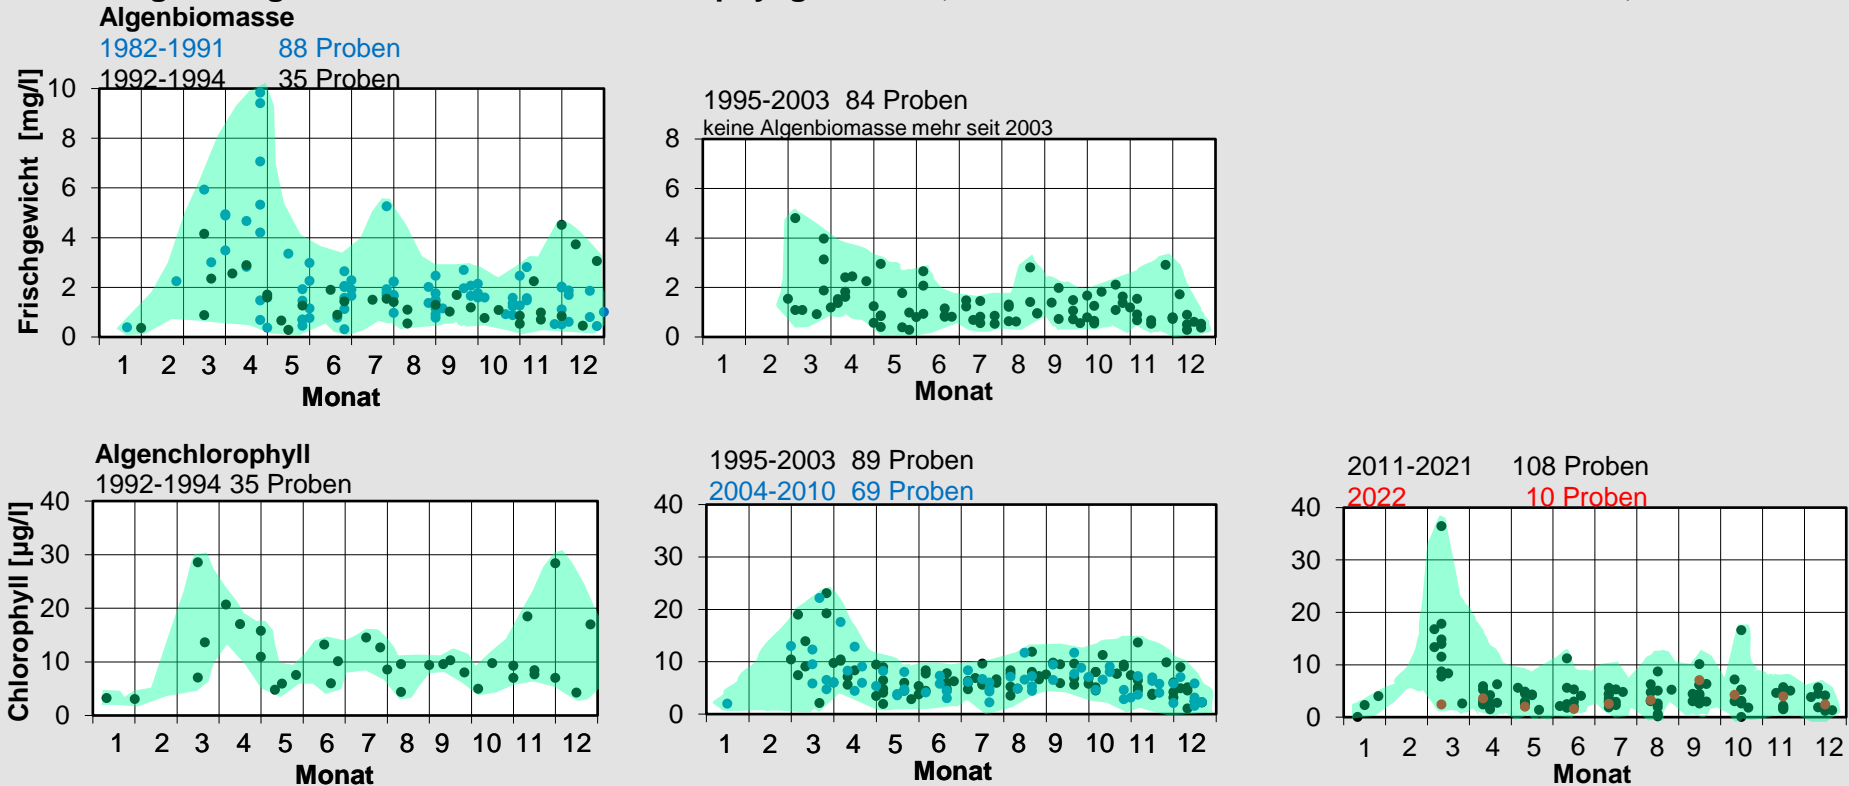 Algenbiomasse
1982-1991 88 Proben
1992-1994 35 Proben
Frischgewicht [mg/l]
10
8
6
4
2
0
1 2 3 4 5 6 7 8 9 10 11 12
Monat
1995-2003 84 Proben
keine Algenbiomasse mehr seit 2003
8
6
4
2
0
1 2 3 4 5 6 7 8 9 10 11 12
Monat
Algenchlorophyll
1992-1994 35 Proben
Chlorophyll [µg/l]
40
30
20
10
0
1 2 3 4 5 6 7 8 9 10 11 12
Monat
1995-2003 89 Proben
2004-2010 69 Proben
40
30
20
10
0
1 2 3 4 5 6 7 8 9 10 11 12
Monat
2011-2021 108 Proben
2022 10 Proben
40
30
20
10
0
1 2 3 4 5 6 7 8 9 10 11 12
Monat